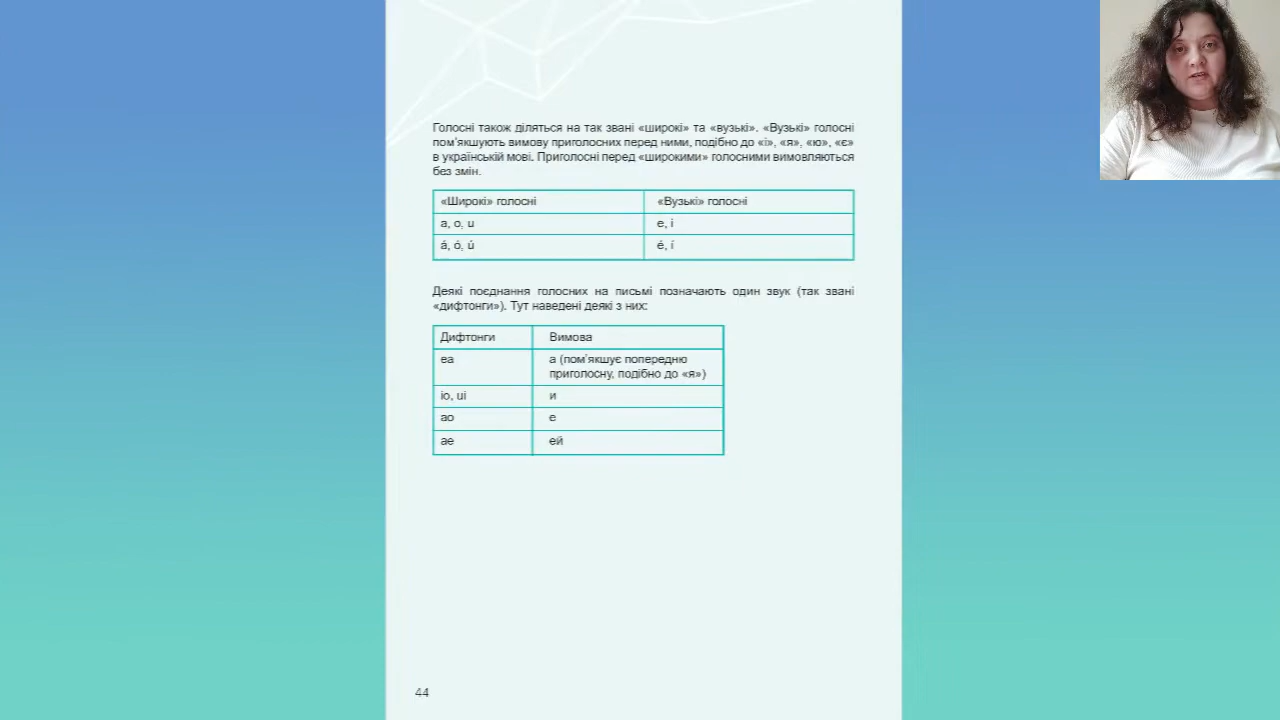 Голосні також діляться на так звані «широкі» та «вузькі». «Вузькі» голосні
пом'якшують вимову приголосних перед ними, подібно до «і», «я», «ю», «є»
в українській мові. Приголосні перед «широкими» голосними вимовляються
без змін.
«Широкі» голосні «Вузькі» голосні
a, o, u e, i
á, ó, ú é, í
Деякі поєднання голосних на письмі позначають один звук (так звані
«дифтонги»). Тут наведені деякі з них:
Дифтонги Вимова
ea а (пом'якшує попередню
приголосну, подібно до «я»)
io, ui и
ao е
ae ей
44